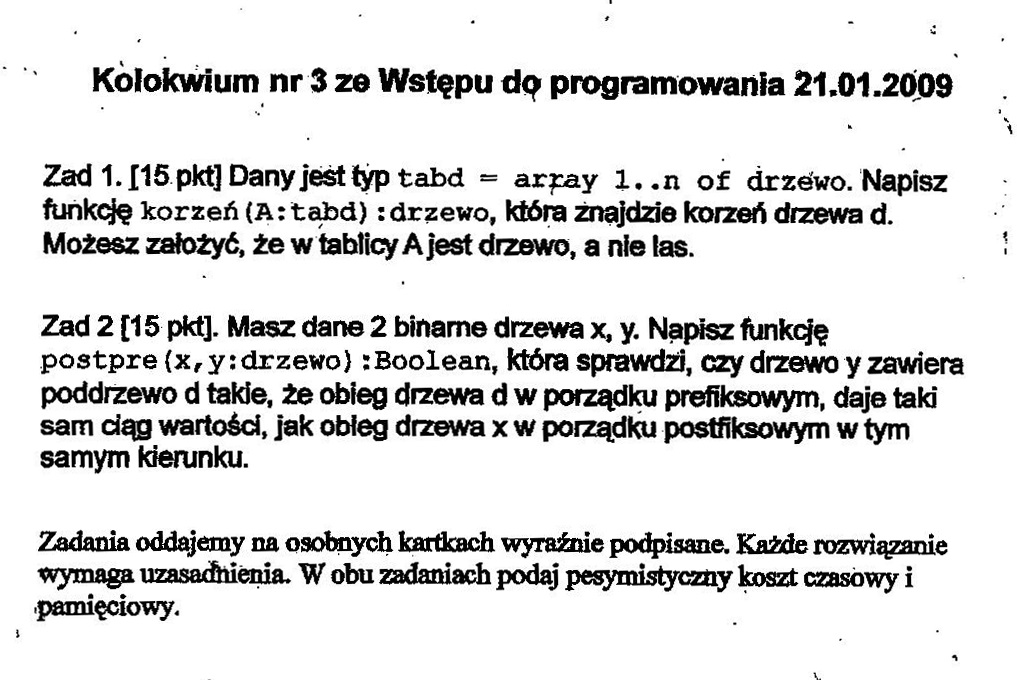 Kolokwium nr 3 ze Wstępu do programowania 21.01.2009
Zad 1. [15 pkt] Dany jest typ tabd = array 1..n of drzewo. Napisz
funkcję korzeń(A:tabd):drzewo, która znajdzie korzeń drzewa d.
Możesz założyć, że w tablicy A jest drzewo, a nie las.
Zad 2 [15 pkt]. Masz dane 2 binarne drzewa x, y. Napisz funkcję
postpre(x,y:drzewo):Boolean, która sprawdzi, czy drzewo y zawiera
poddrzewo d takie, że obieg drzewa d w porządku prefiksowym, daje taki
sam ciąg wartości, jak obieg drzewa x w porządku postfiksowym w tym
samym kierunku.
Zadania oddajemy na osobnych kartkach wyraźnie podpisane. Każde rozwiązanie
wymaga uzasadnienia. W obu zadaniach podaj pesymistyczny koszt czasowy i
pamięciowy.